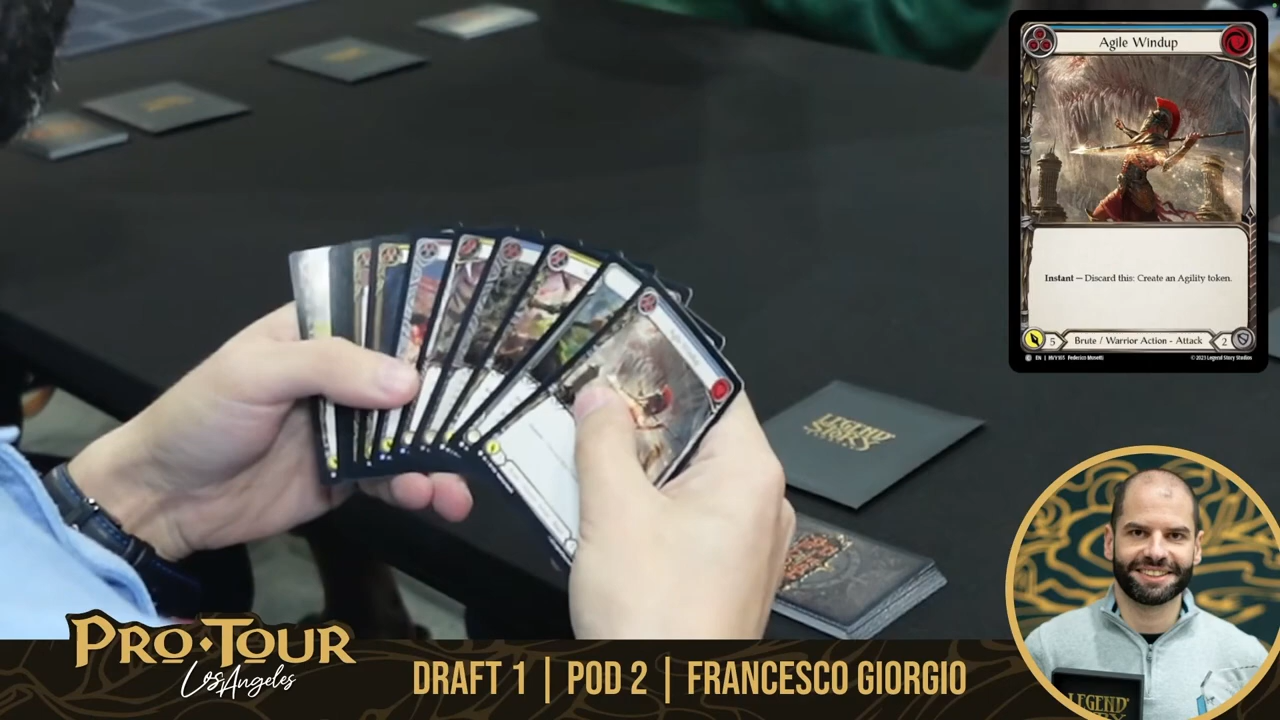 Agile Windup
Instant — Discard this: Create an Agility token.
5
Brute / Warrior Action - Attack
2
© 2023 Legend Story Studios
LEGEND
STORY
PRO TOUR
Los Angeles
DRAFT 1 | POD 2 | FRANCESCO GIORGIO
LEGEND